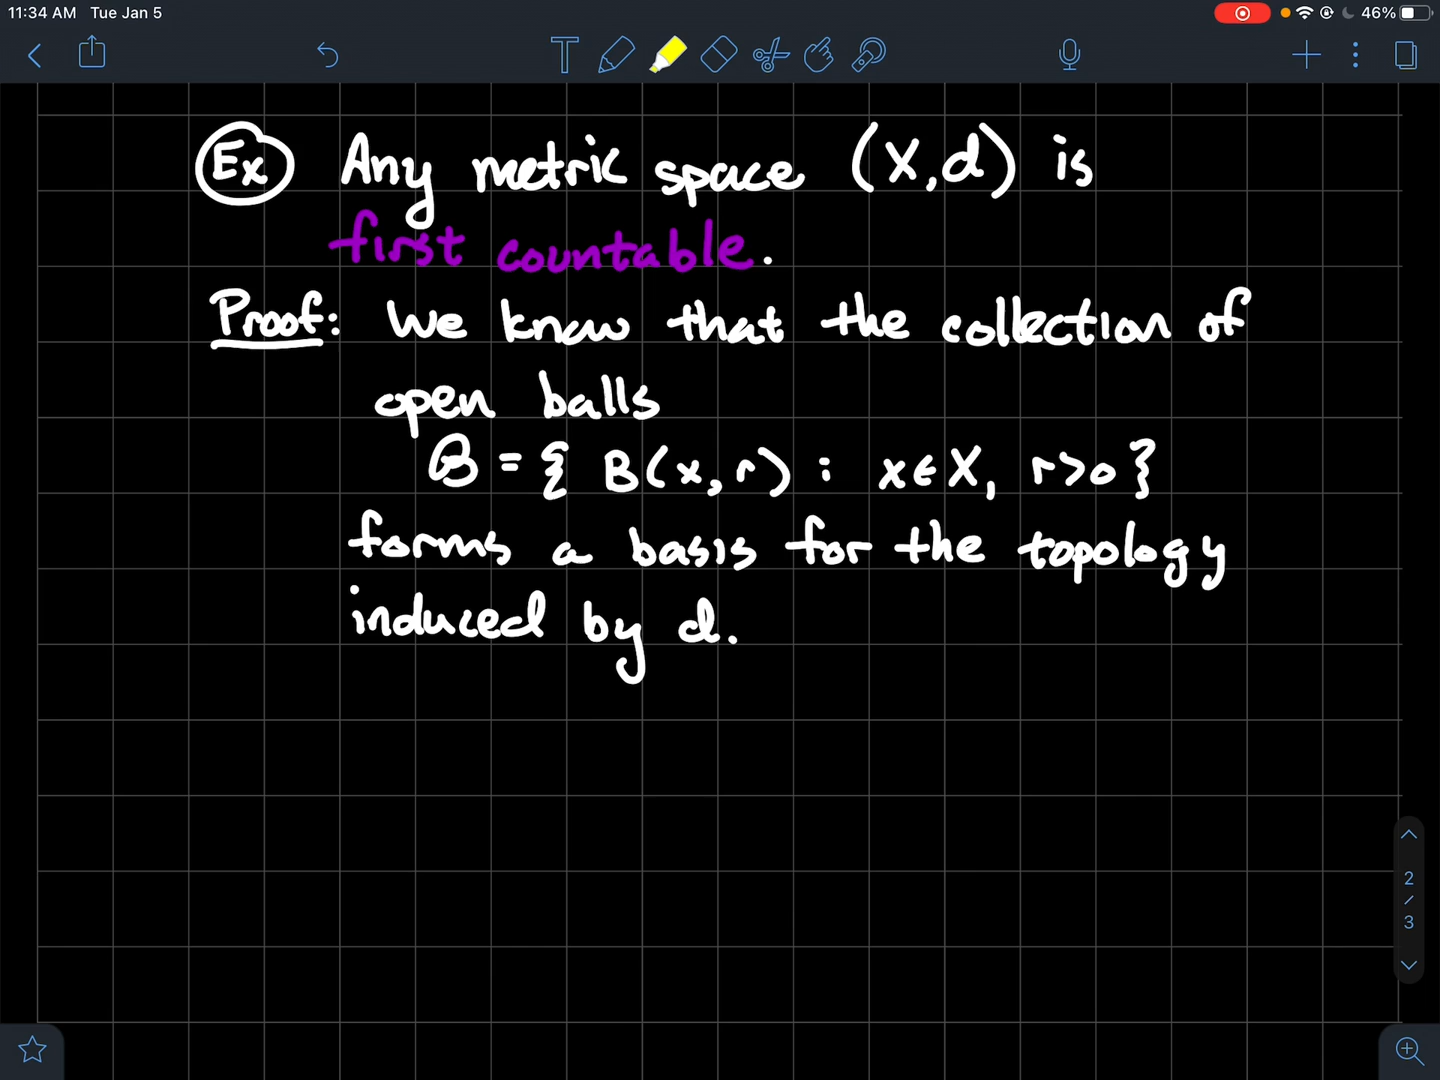 11:34 AM Tue Jan 5
46%
Ex Any metric space (X,d) is
first countable.
Proof: We know that the collection of
open balls
B = { B(x,r) : x∈X, r>0 }
forms a basis for the topology
induced by d.
2
/
3